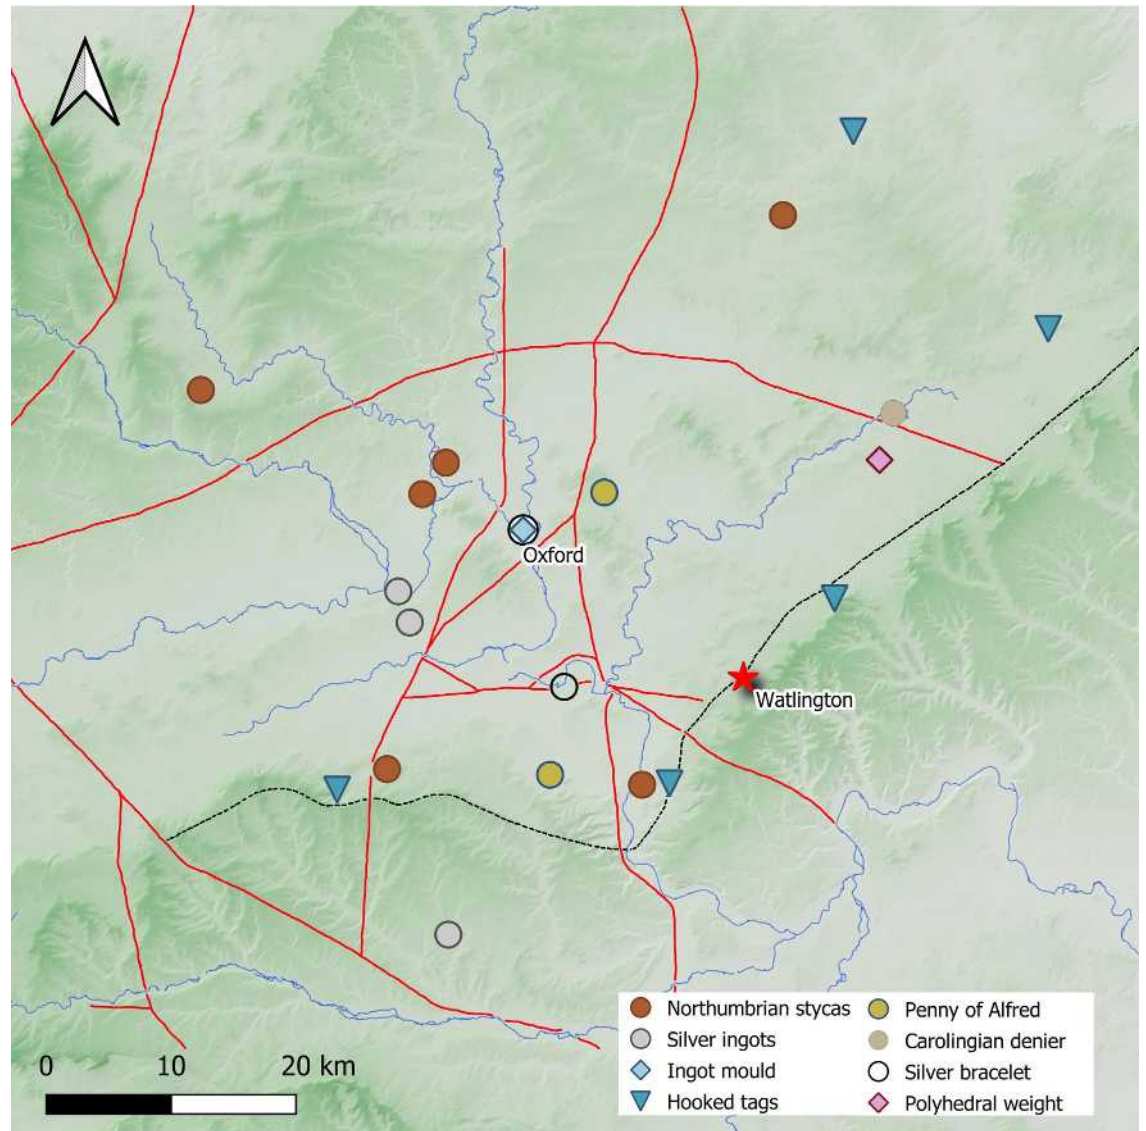 Oxford
Watlington
0 10 20 km
Northumbrian stycas
Silver ingots
Ingot mould
Hooked tags
Penny of Alfred
Carolingian denier
Silver bracelet
Polyhedral weight